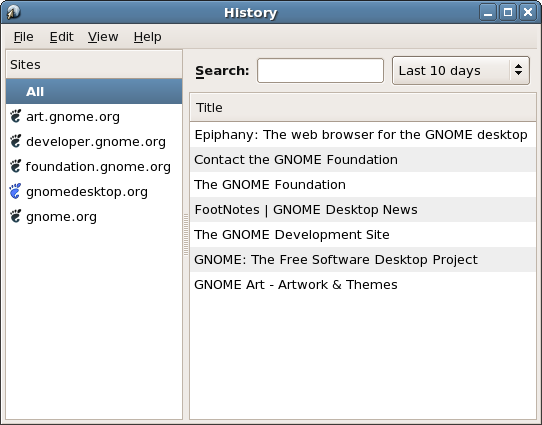 History
File Edit View Help
Sites
All
art.gnome.org
developer.gnome.org
foundation.gnome.org
gnomedesktop.org
gnome.org
Search:
Last 10 days
Title
Epiphany: The web browser for the GNOME desktop
Contact the GNOME Foundation
The GNOME Foundation
FootNotes | GNOME Desktop News
The GNOME Development Site
GNOME: The Free Software Desktop Project
GNOME Art - Artwork & Themes